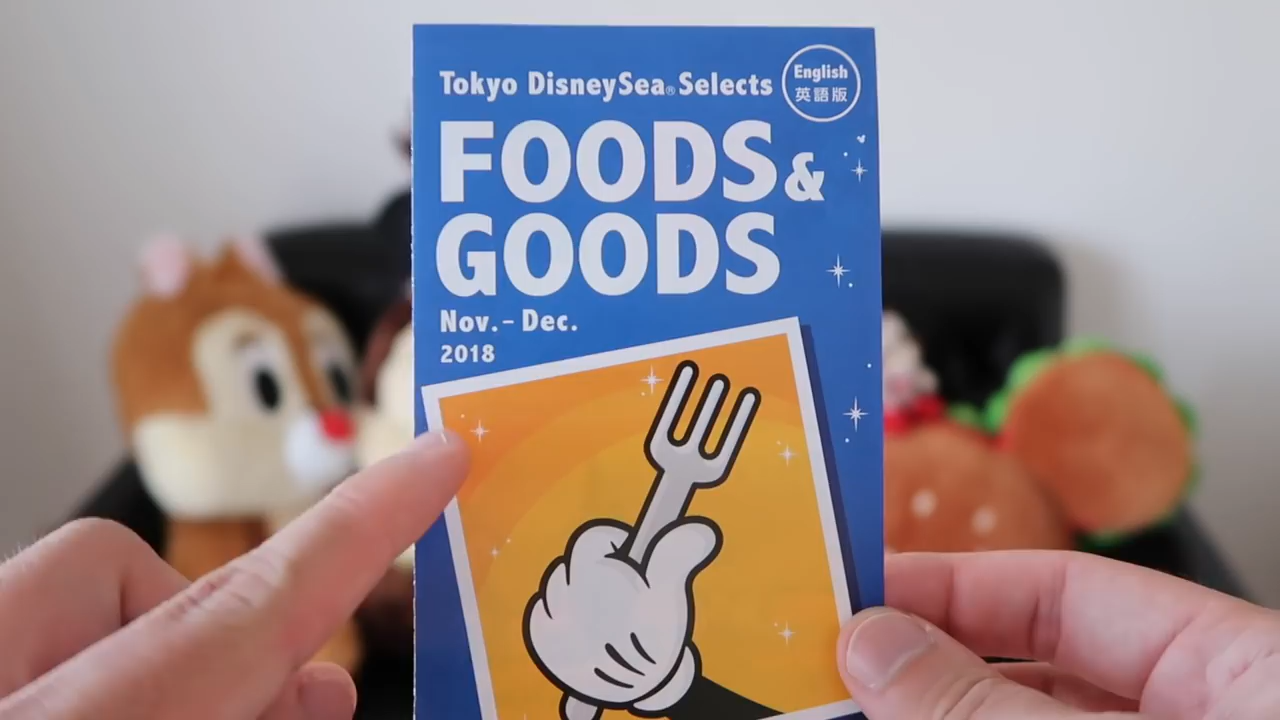 Tokyo DisneySea® Selects
English
英語版
FOODS &
GOODS
Nov. - Dec.
2018